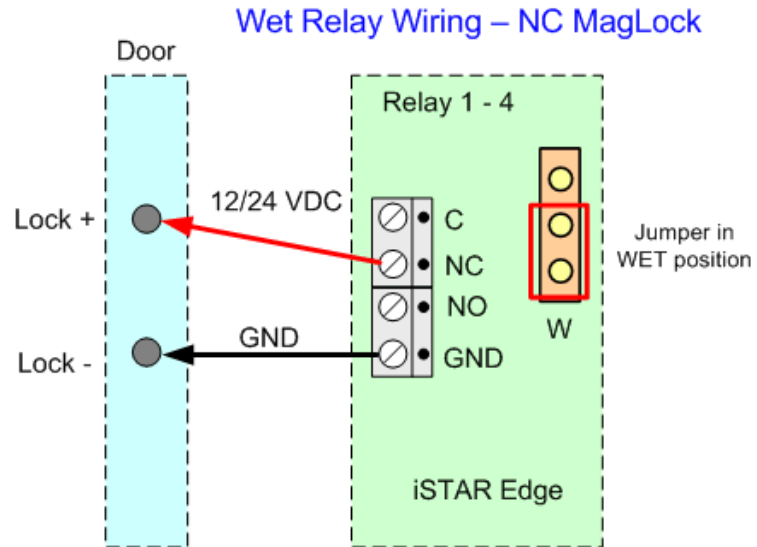 Wet Relay Wiring – NC MagLock
Door
Relay 1 - 4
Lock +
12/24 VDC
C
NC
Jumper in
WET position
NO
W
Lock -
GND
GND
iSTAR Edge